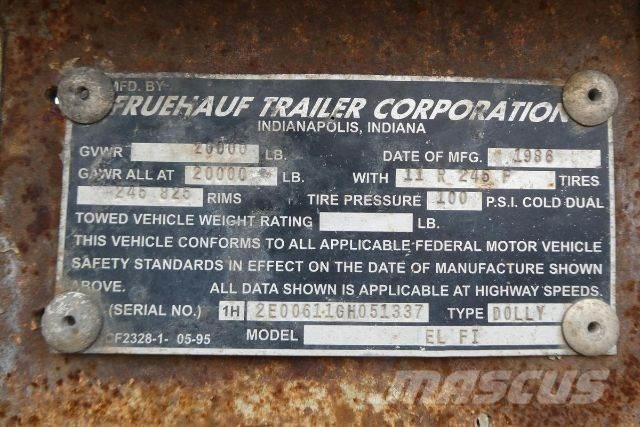 MFD. BY
FRUEHAUF TRAILER CORPORATION
INDIANAPOLIS, INDIANA
GVWR 20000 LB. DATE OF MFG. 1986
GAWR ALL AT 20000 LB. WITH 11 R 245 F TIRES
245 825 RIMS TIRE PRESSURE 100 P.S.I. COLD DUAL
TOWED VEHICLE WEIGHT RATING LB.
THIS VEHICLE CONFORMS TO ALL APPLICABLE FEDERAL MOTOR VEHICLE
SAFETY STANDARDS IN EFFECT ON THE DATE OF MANUFACTURE SHOWN
ABOVE. ALL DATA SHOWN IS APPLICABLE AT HIGHWAY SPEEDS.
(SERIAL NO.) 1H 2E00611GH051337 TYPE DOLLY
CF2328-1- 05-95 MODEL EL FI
MASCUS